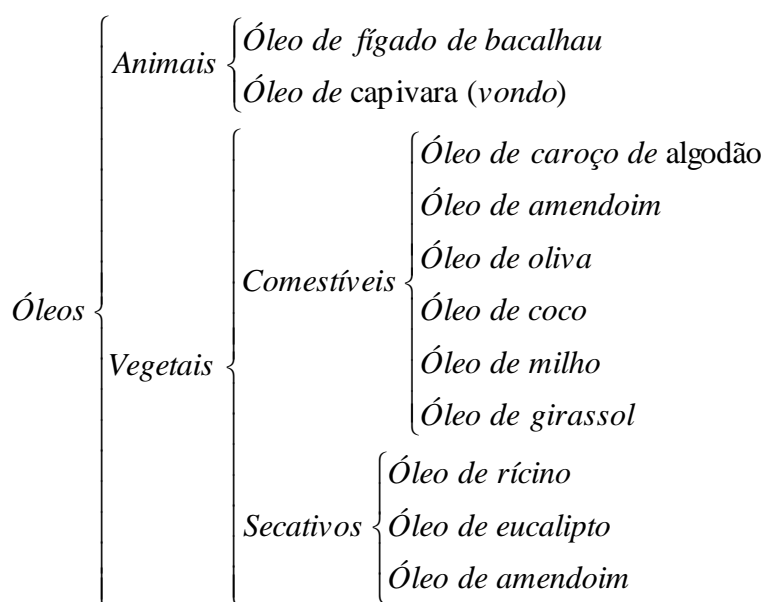 Óleos
Animais
Óleo de fígado de bacalhau
Óleo de capivara (vondo)
Vegetais
Comestíveis
Óleo de caroço de algodão
Óleo de amendoim
Óleo de oliva
Óleo de coco
Óleo de milho
Óleo de girassol
Secativos
Óleo de rícino
Óleo de eucalipto
Óleo de amendoim